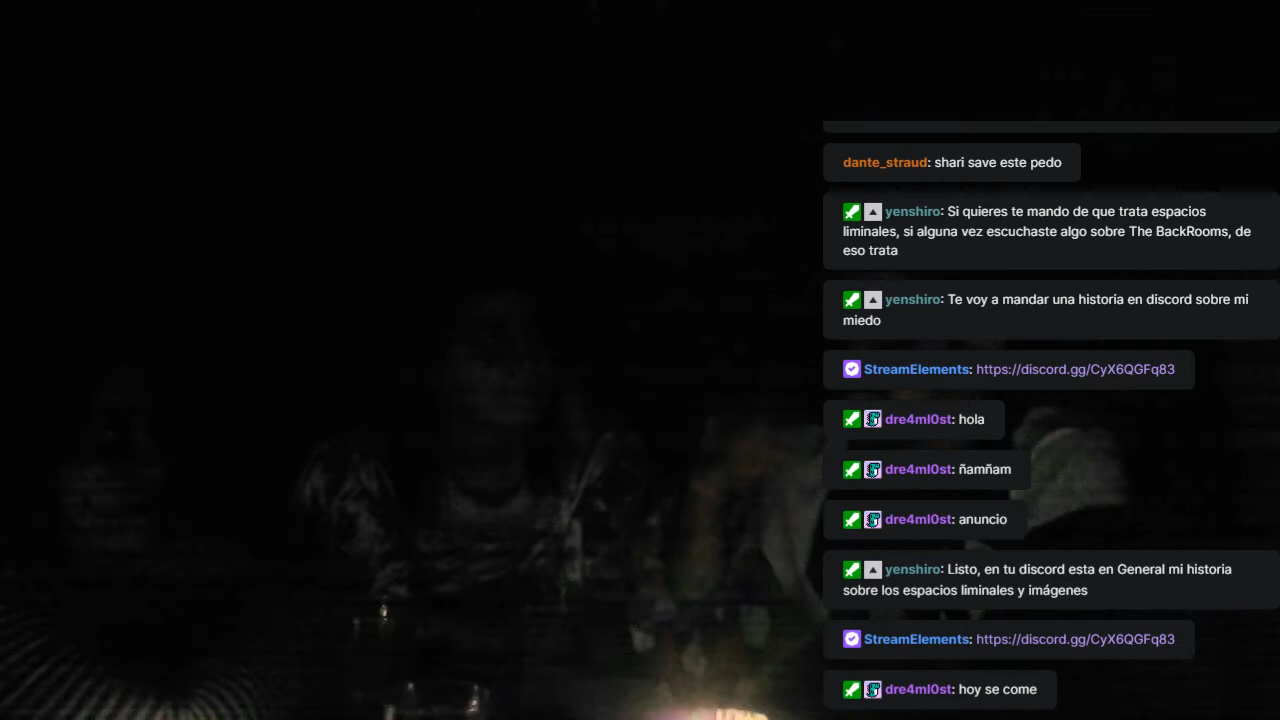 dante_straud: shari save este pedo
yenshiro: Si quieres te mando de que trata espacios
liminales, si alguna vez escuchaste algo sobre The BackRooms, de
eso trata
yenshiro: Te voy a mandar una historia en discord sobre mi
miedo
StreamElements: https://discord.gg/CyX6QGFq83
dre4ml0st: hola
dre4ml0st: ñamñam
dre4ml0st: anuncio
yenshiro: Listo, en tu discord esta en General mi historia
sobre los espacios liminales y imágenes
StreamElements: https://discord.gg/CyX6QGFq83
dre4ml0st: hoy se come